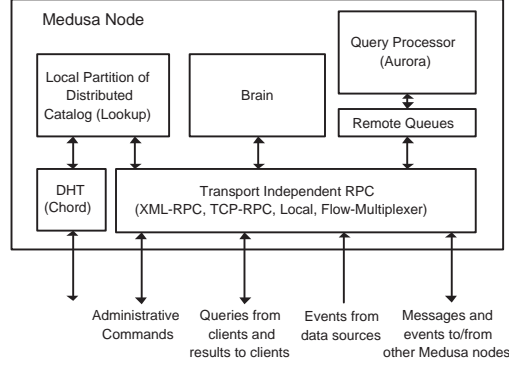 Medusa Node
Query Processor
(Aurora)
Local Partition of
Distributed
Catalog (Lookup)
Brain
Remote Queues
DHT
(Chord)
Transport Independent RPC
(XML-RPC, TCP-RPC, Local, Flow-Multiplexer)
Administrative
Commands
Queries from
clients and
results to clients
Events from
data sources
Messages and
events to/from
other Medusa nodes